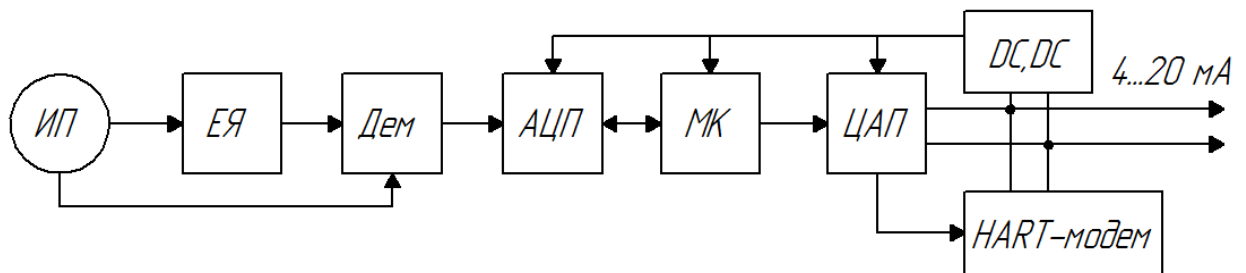 DC,DC
4...20 мА
ИП
ЕЯ
Дем
АЦП
МК
ЦАП
HART-модем